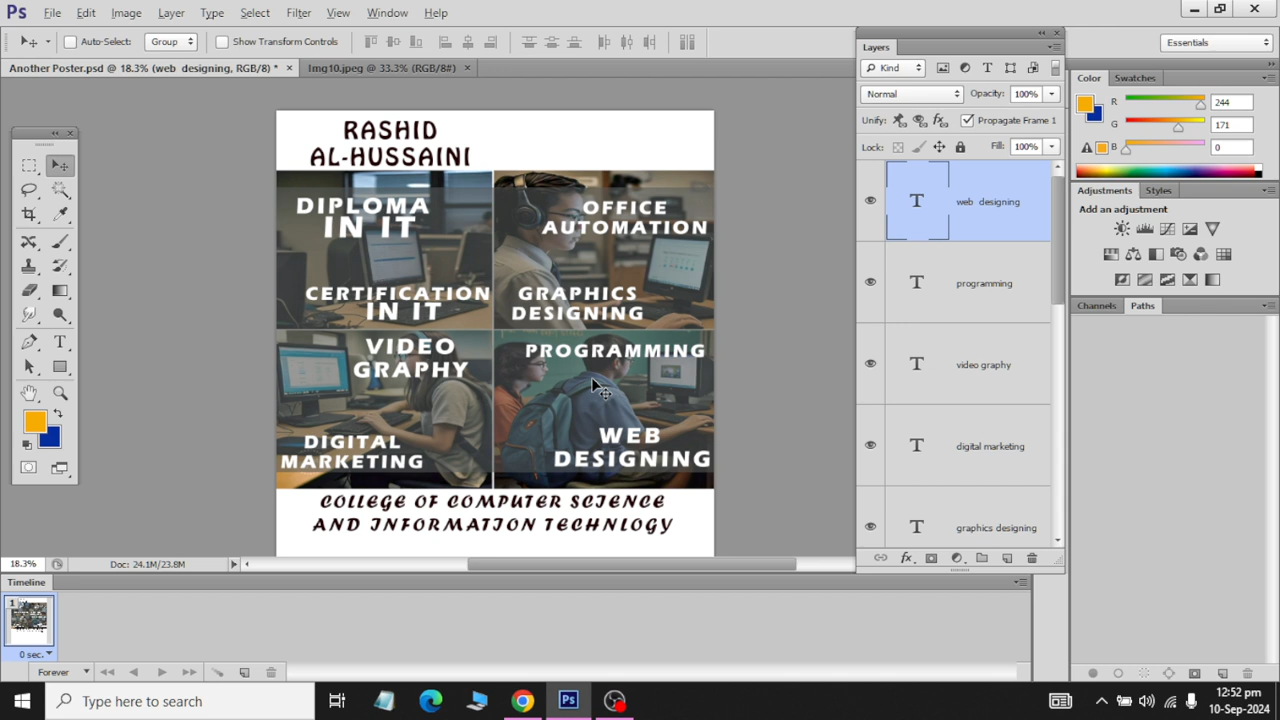 Ps File Edit Image Layer Type Select Filter View Window Help
Auto-Select: Group Show Transform Controls Essentials
Another Poster.psd @ 18.3% (web designing, RGB/8) * × Img10.jpeg @ 33.3% (RGB/8#) ×
Layers
Kind
Normal Opacity: 100%
Unify: Propagate Frame 1
Lock: Fill: 100%
web designing
programming
video graphy
digital marketing
graphics designing
Color Swatches
R 244
G 171
B 0
Adjustments Styles
Add an adjustment
Channels Paths
RASHID
AL-HUSSAINI
DIPLOMA
IN IT
OFFICE
AUTOMATION
CERTIFICATION
IN IT
GRAPHICS
DESIGNING
VIDEO
GRAPHY
PROGRAMMING
DIGITAL
MARKETING
WEB
DESIGNING
COLLEGE OF COMPUTER SCIENCE
AND INFORMATION TECHNLOGY
18.3% Doc: 24.1M/23.8M
Timeline
1
0 sec.
Forever
Type here to search
Ps
12:52 pm
10-Sep-2024